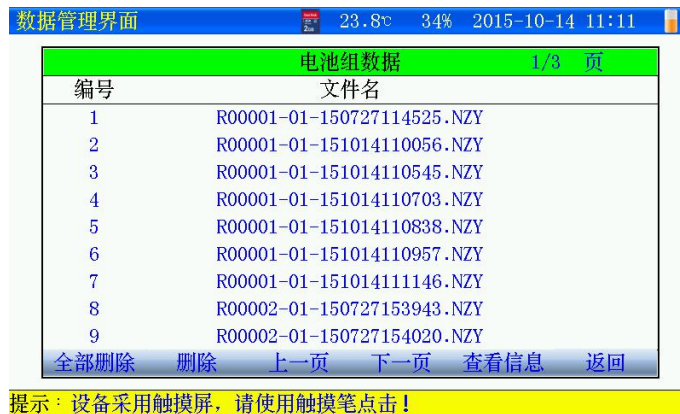 数据管理界面 23.8℃ 34% 2015-10-14 11:11
电池组数据 1/3 页
编号 文件名
1 R00001-01-150727114525.NZY
2 R00001-01-151014110056.NZY
3 R00001-01-151014110545.NZY
4 R00001-01-151014110703.NZY
5 R00001-01-151014110838.NZY
6 R00001-01-151014110957.NZY
7 R00001-01-151014111146.NZY
8 R00002-01-150727153943.NZY
9 R00002-01-150727154020.NZY
全部删除 删除 上一页 下一页 查看信息 返回
提示：设备采用触摸屏，请使用触摸笔点击！